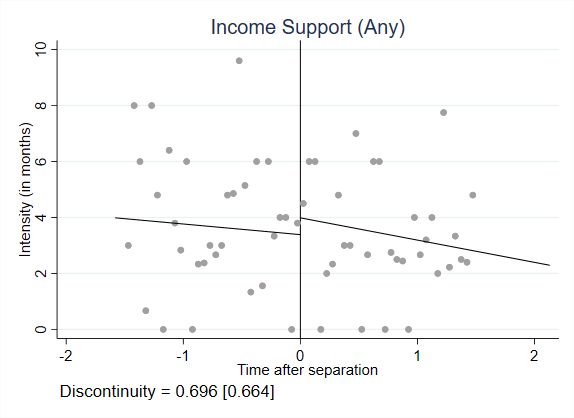 Income Support (Any)
Intensity (in months)
10
8
6
4
2
0
-2 -1 0 1 2
Time after separation
Discontinuity = 0.696 [0.664]